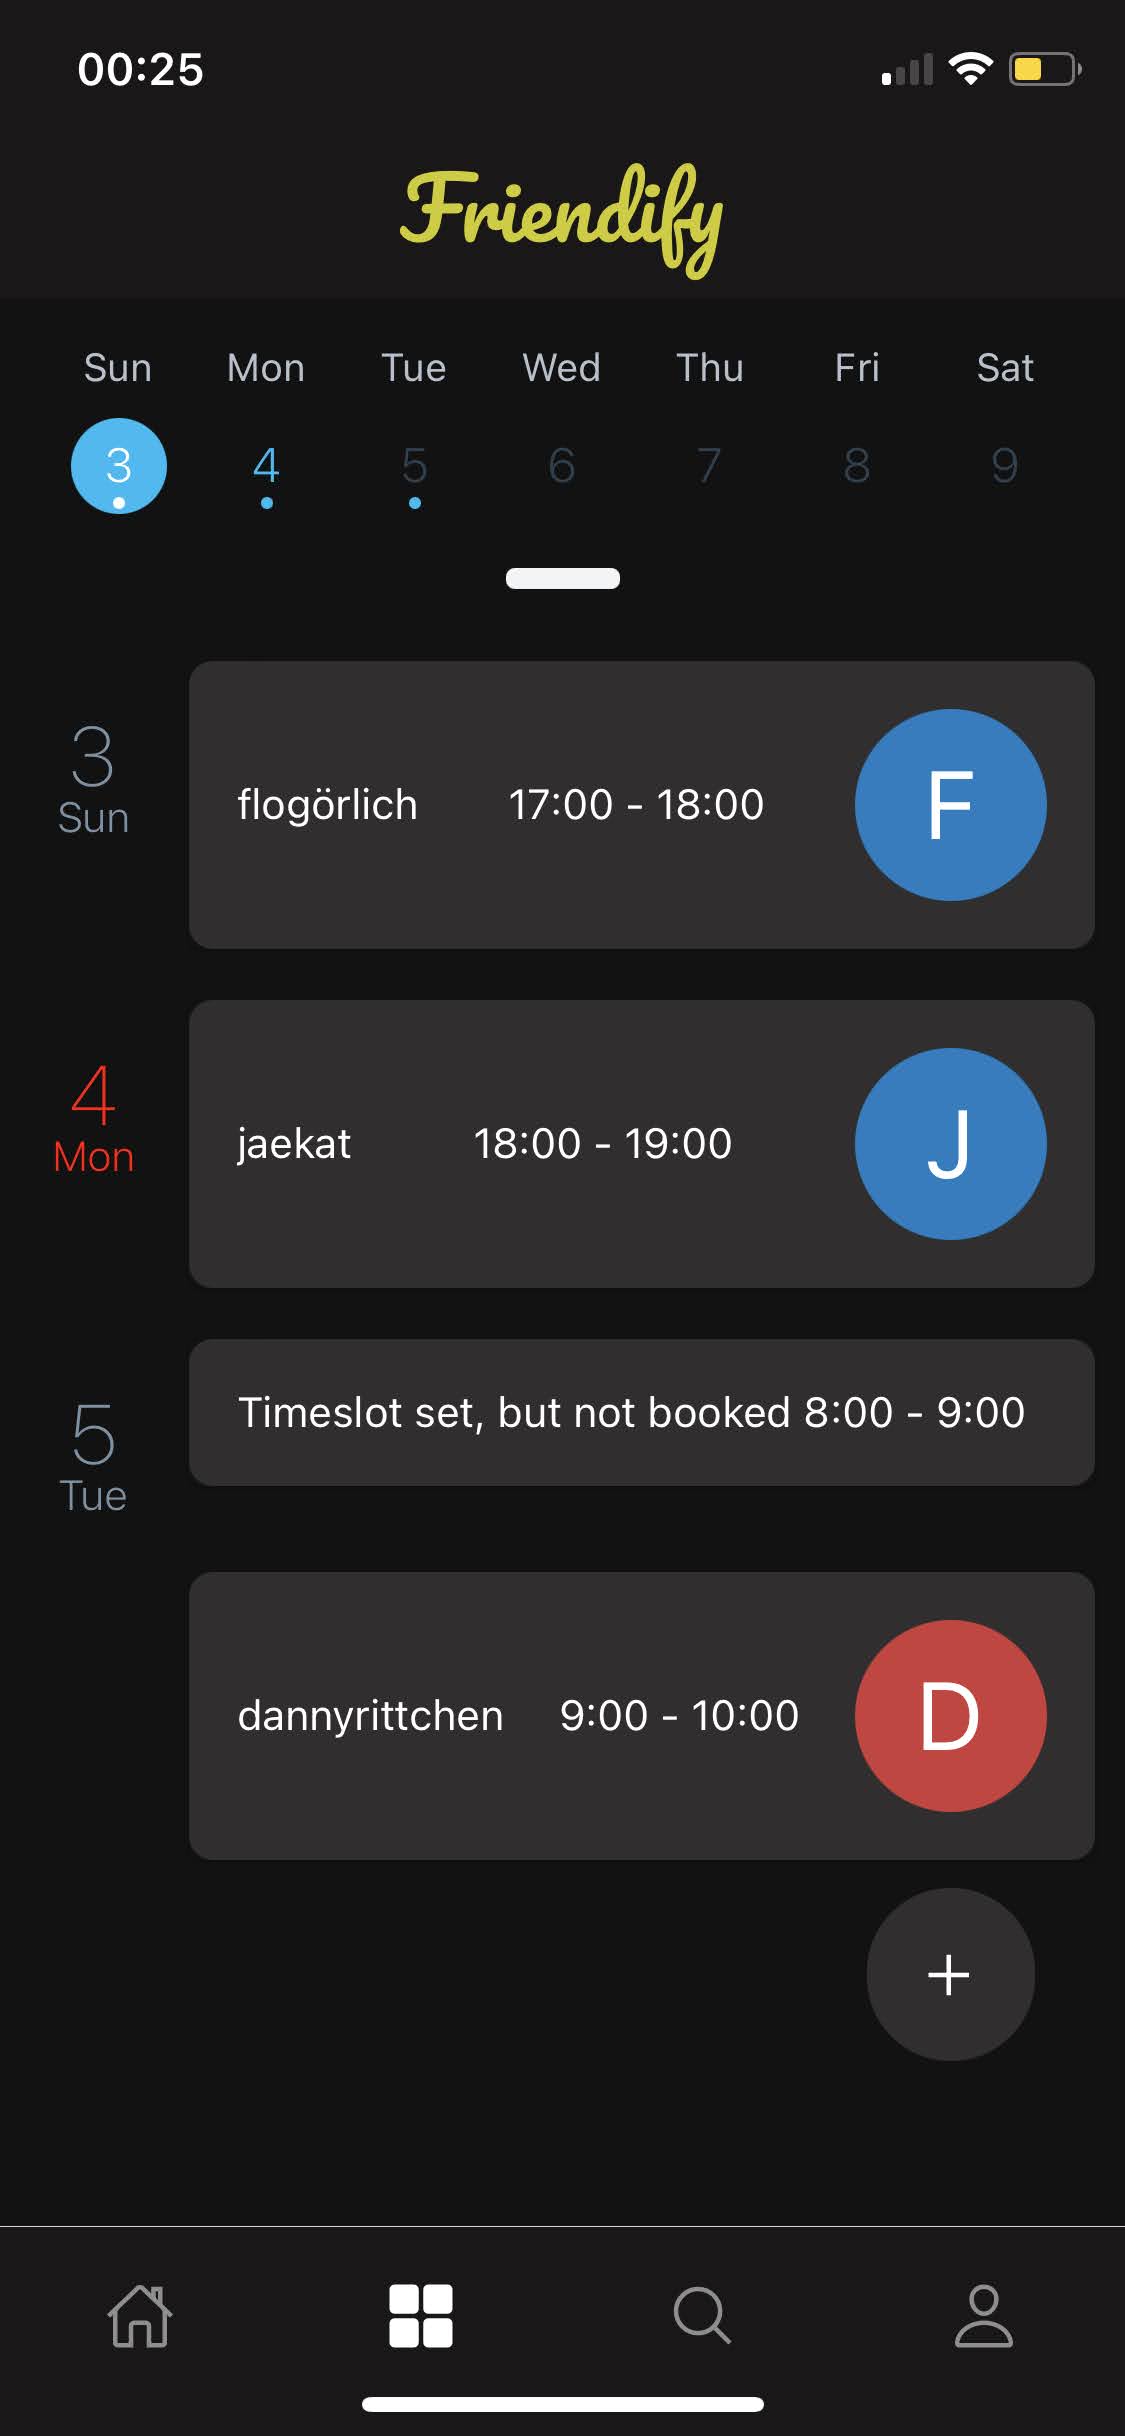 00:25
Friendify
Sun Mon Tue Wed Thu Fri Sat
3 4 5 6 7 8 9
3
Sun
flogörlich 17:00 - 18:00
F
4
Mon
jaekat 18:00 - 19:00
J
5
Tue
Timeslot set, but not booked 8:00 - 9:00
dannyrittchen 9:00 - 10:00
D
+